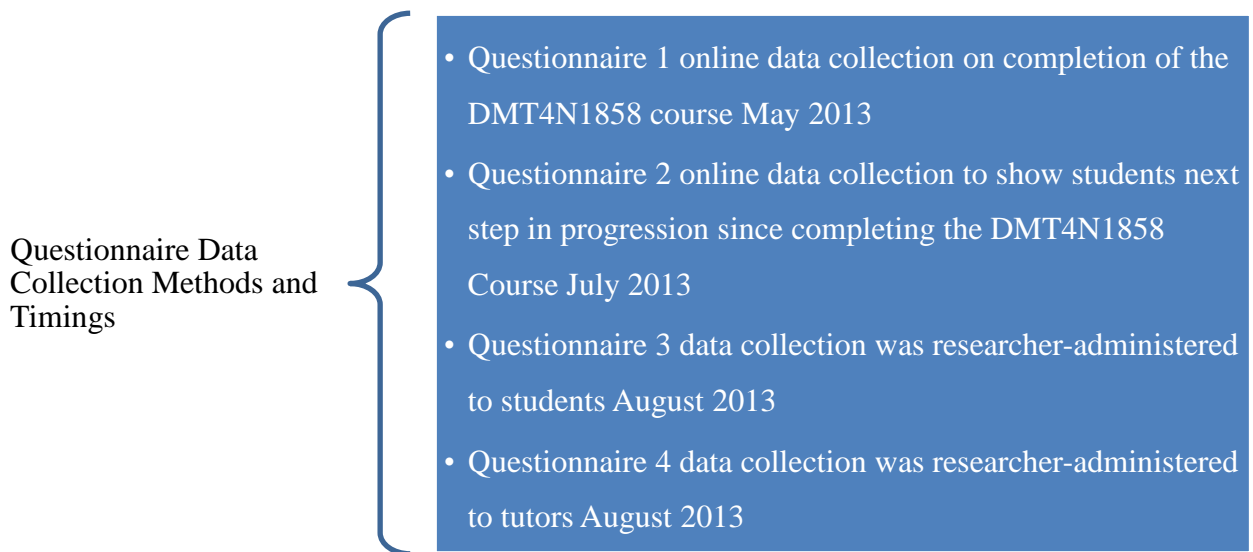 Questionnaire Data
Collection Methods and
Timings
• Questionnaire 1 online data collection on completion of the
DMT4N1858 course May 2013
• Questionnaire 2 online data collection to show students next
step in progression since completing the DMT4N1858
Course July 2013
• Questionnaire 3 data collection was researcher-administered
to students August 2013
• Questionnaire 4 data collection was researcher-administered
to tutors August 2013